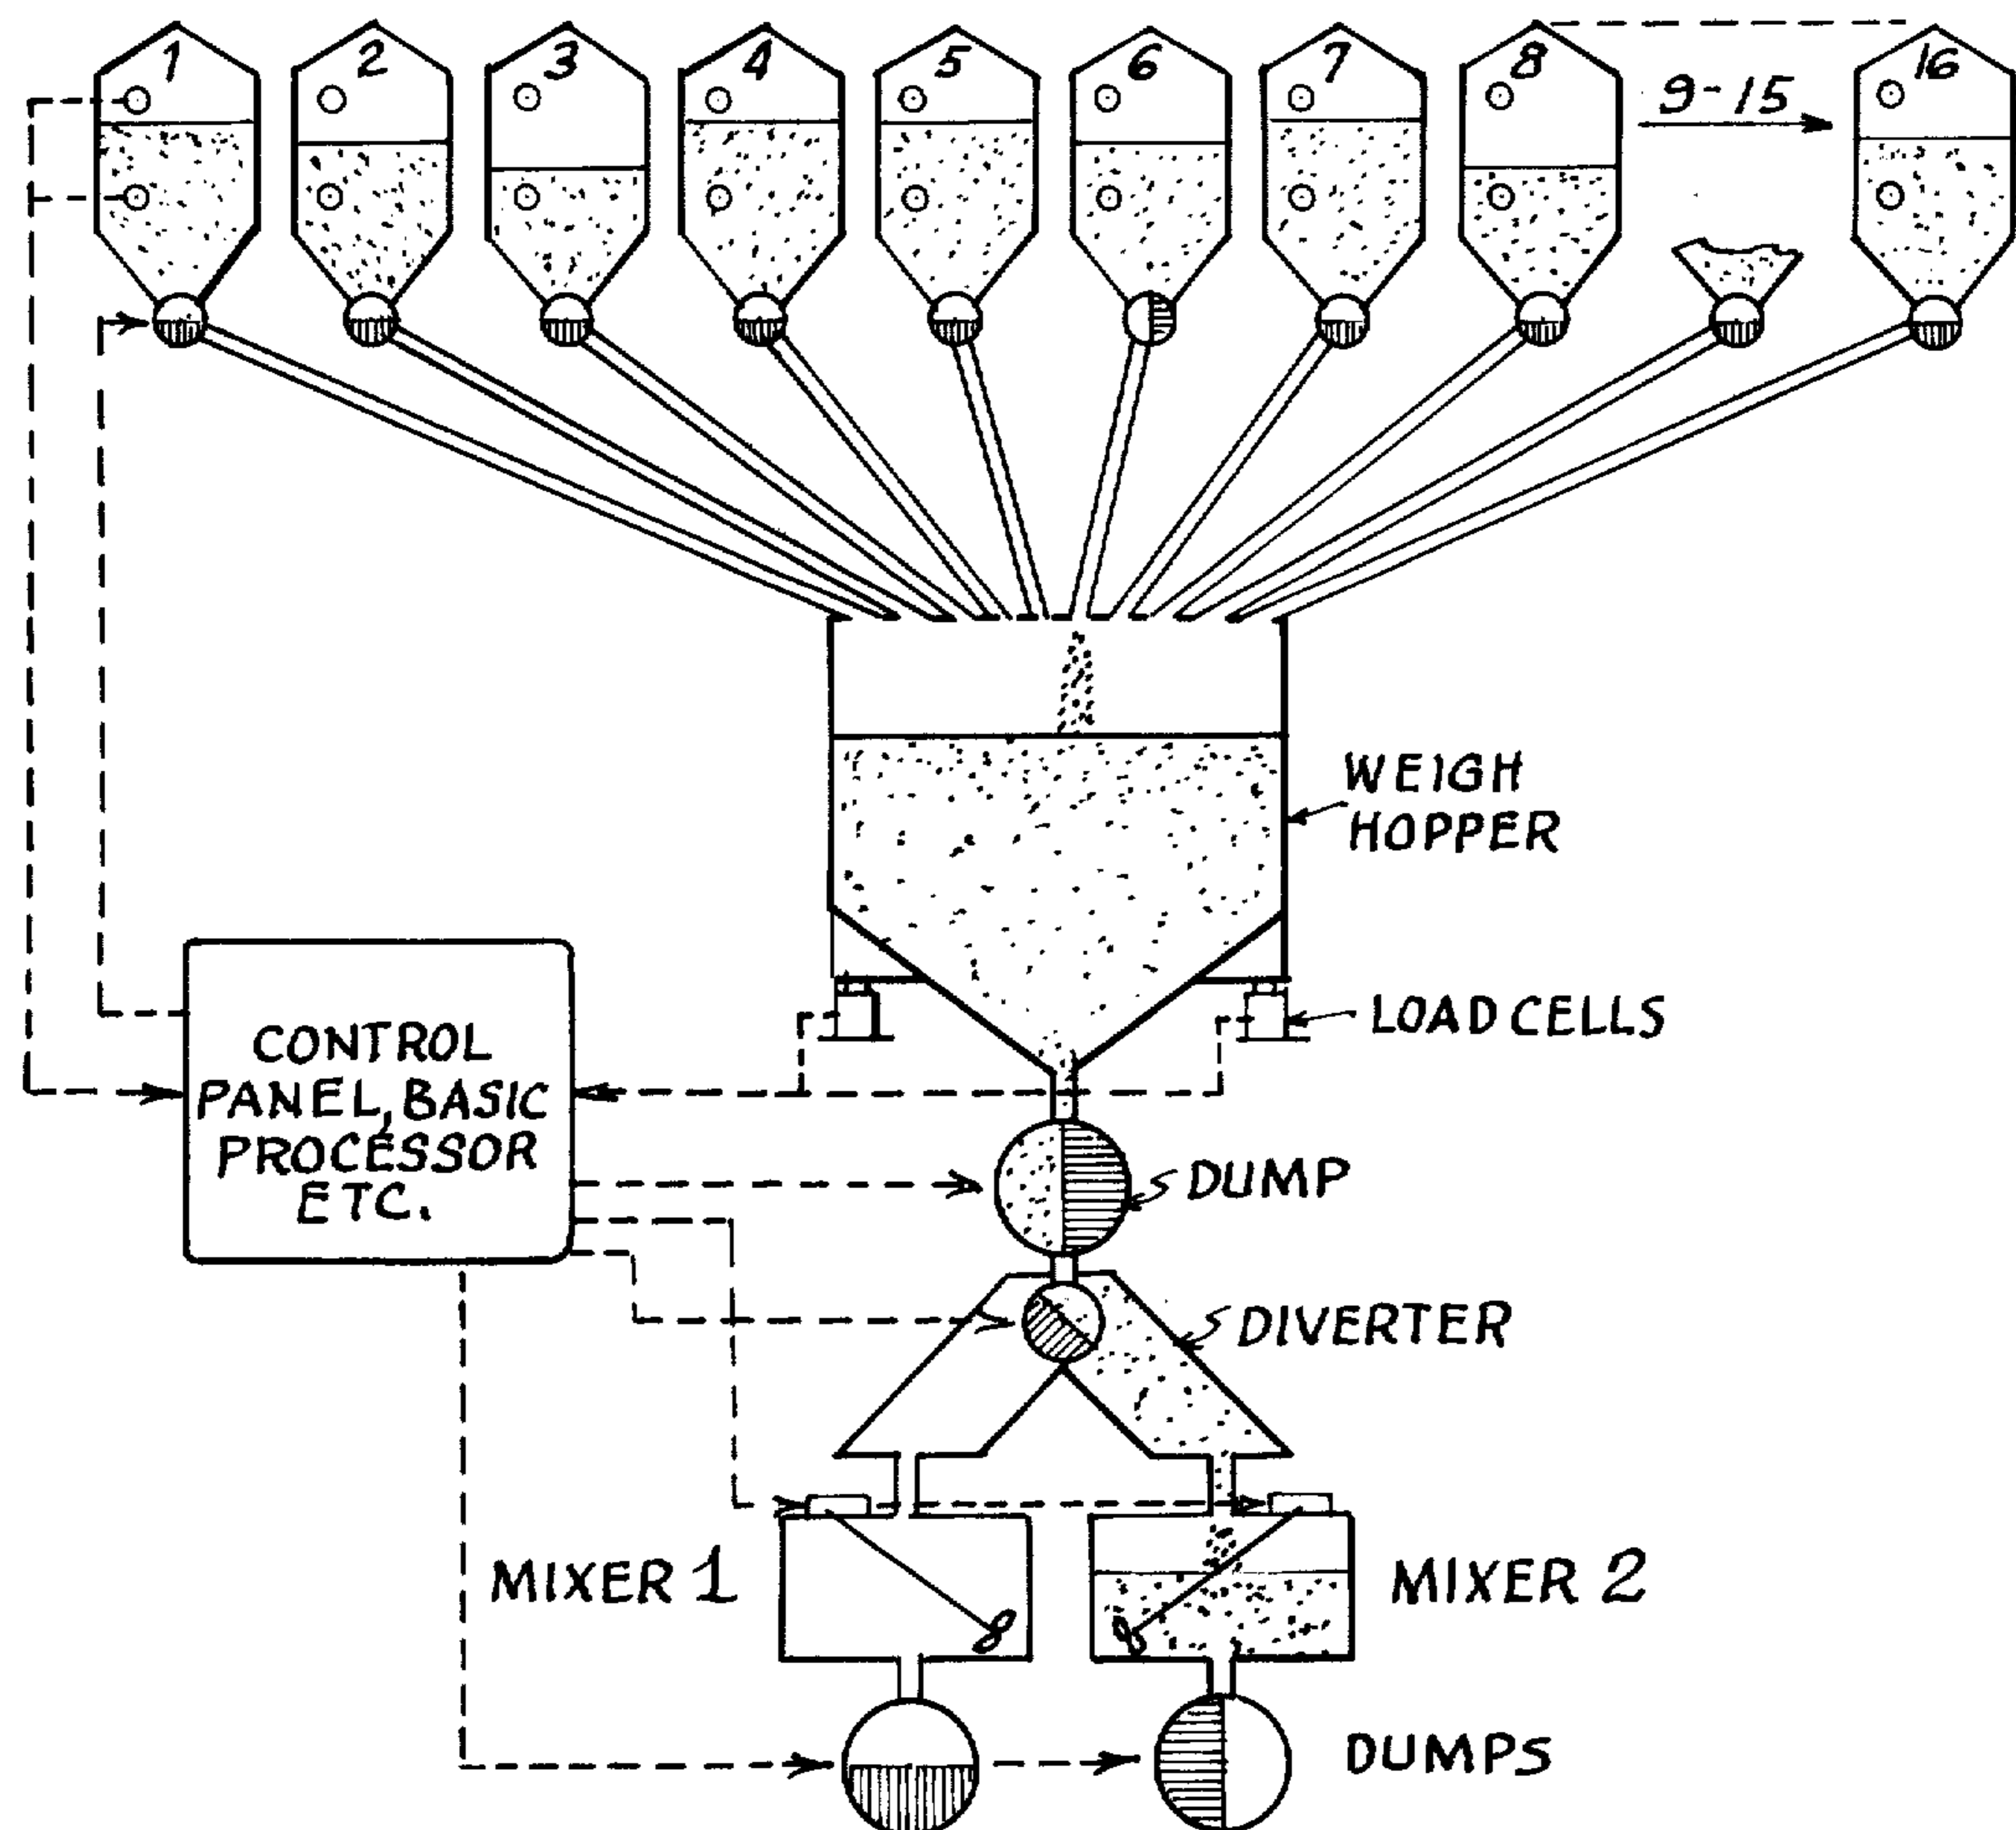 1 2 3 4 5 6 7 8 9-15 16
WEIGH
HOPPER
LOAD CELLS
CONTROL
PANEL, BASIC
PROCESSOR
ETC.
DUMP
DIVERTER
MIXER 1
MIXER 2
DUMPS